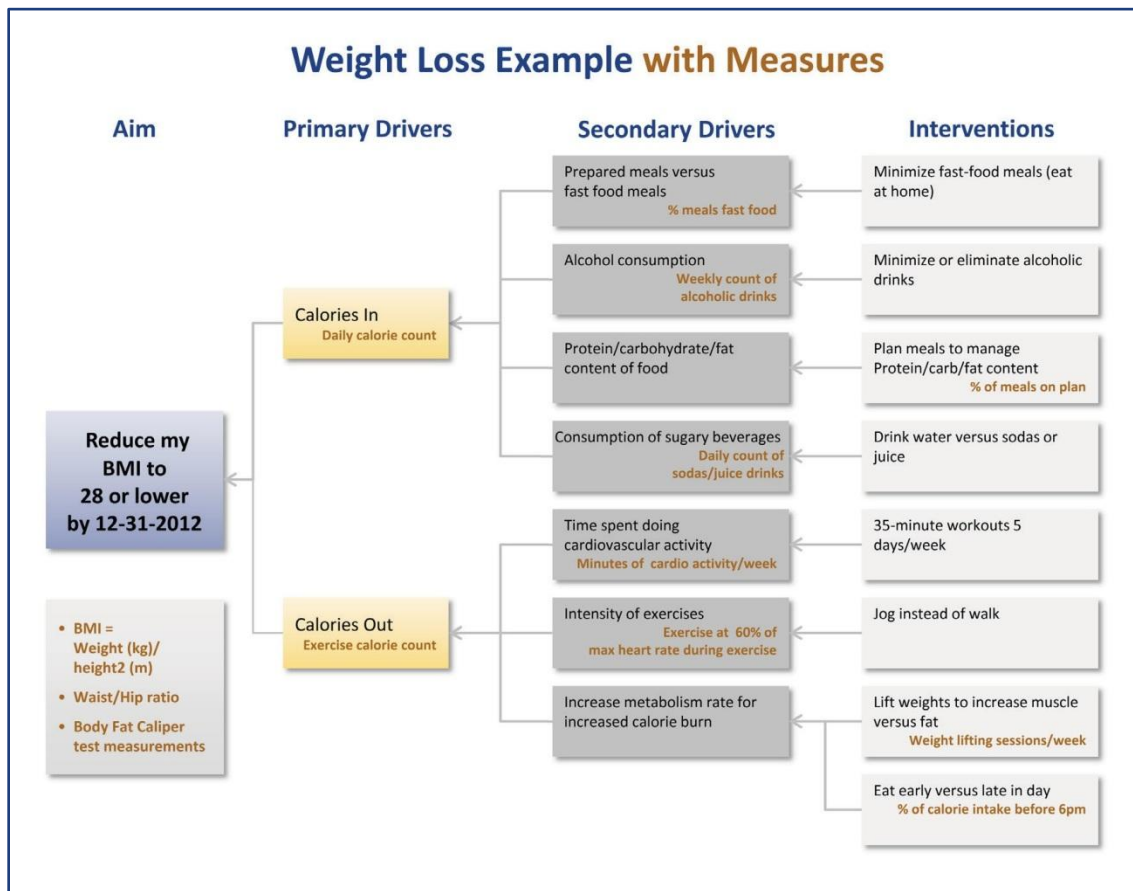 Weight Loss Example with Measures
Aim
Primary Drivers
Secondary Drivers
Interventions
Reduce my
BMI to
28 or lower
by 12-31-2012
• BMI =
Weight (kg)/
height2 (m)
• Waist/Hip ratio
• Body Fat Caliper
test measurements
Calories In
Daily calorie count
Calories Out
Exercise calorie count
Prepared meals versus
fast food meals
% meals fast food
Alcohol consumption
Weekly count of
alcoholic drinks
Protein/carbohydrate/fat
content of food
Consumption of sugary beverages
Daily count of
sodas/juice drinks
Time spent doing
cardiovascular activity
Minutes of cardio activity/week
Intensity of exercises
Exercise at 60% of
max heart rate during exercise
Increase metabolism rate for
increased calorie burn
Minimize fast-food meals (eat
at home)
Minimize or eliminate alcoholic
drinks
Plan meals to manage
Protein/carb/fat content
% of meals on plan
Drink water versus sodas or
juice
35-minute workouts 5
days/week
Jog instead of walk
Lift weights to increase muscle
versus fat
Weight lifting sessions/week
Eat early versus late in day
% of calorie intake before 6pm